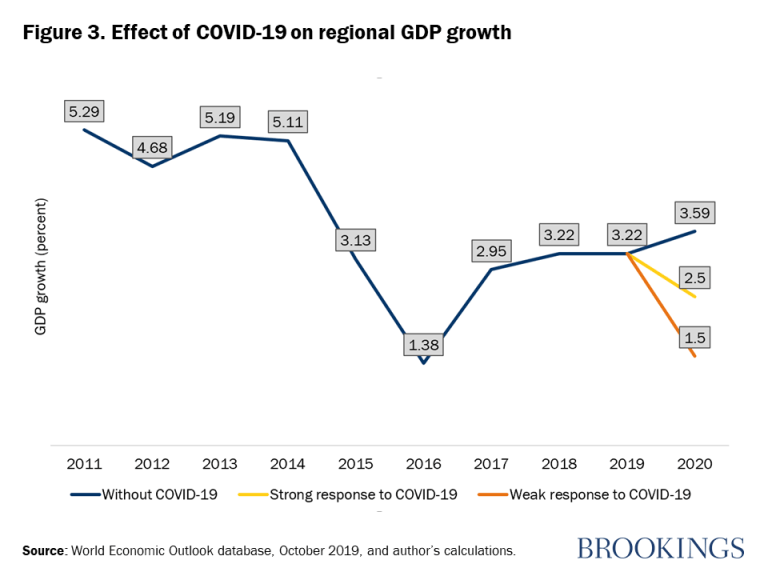 Figure 3. Effect of COVID-19 on regional GDP growth
GDP growth (percent)
5.29
4.68
5.19
5.11
3.13
1.38
2.95
3.22
3.22
3.59
2.5
1.5
2011 2012 2013 2014 2015 2016 2017 2018 2019 2020
Without COVID-19 Strong response to COVID-19 Weak response to COVID-19
Source: World Economic Outlook database, October 2019, and author's calculations.
BROOKINGS